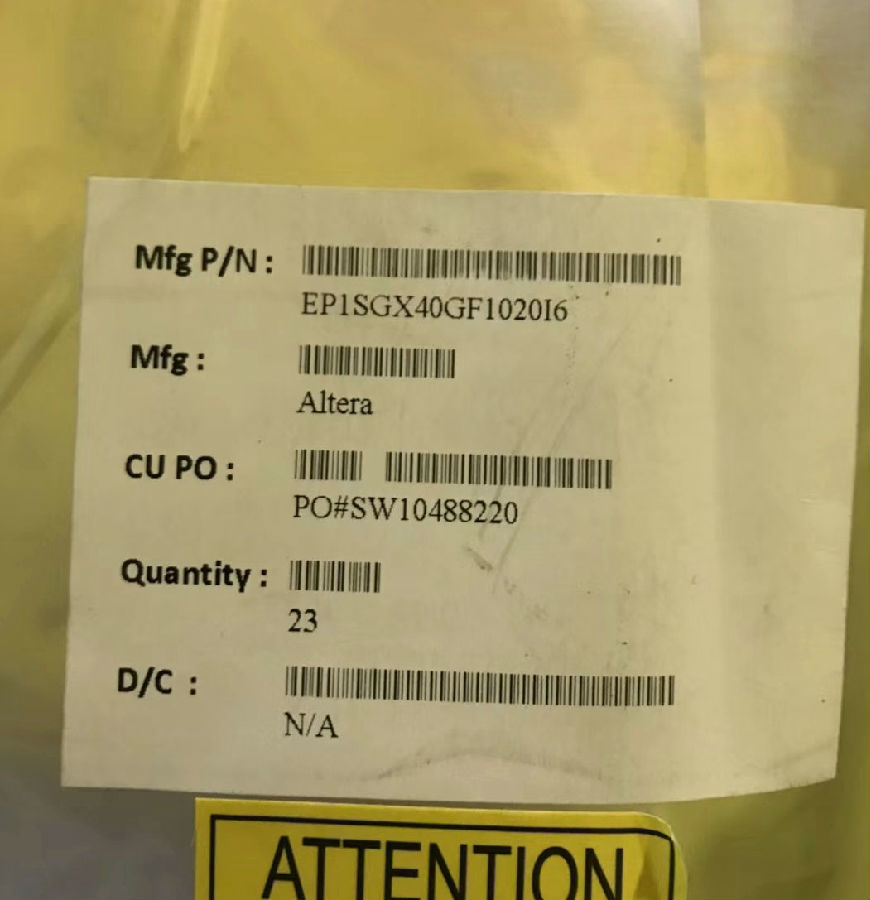 Mfg P/N :
EP1SGX40GF1020I6
Mfg :
Altera
CU PO :
PO#SW10488220
Quantity :
23
D/C :
N/A
ATTENTION